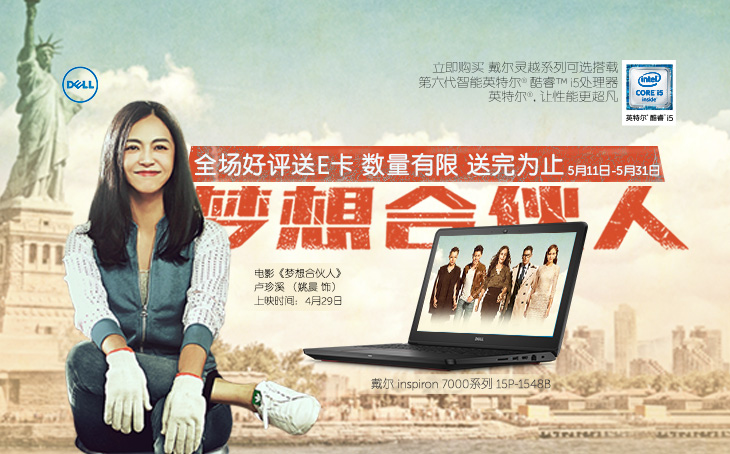 DELL
立即购买 戴尔灵越系列可选搭载
第六代智能英特尔® 酷睿™ i5处理器
英特尔®, 让性能更超凡
intel
CORE i5
inside
英特尔® 酷睿™ i5
全场好评送E卡 数量有限 送完为止 5月11日-5月31日
梦想合伙人
电影《梦想合伙人》
卢珍溪 （姚晨 饰）
上映时间：4月29日
DELL
戴尔 inspiron 7000系列 15P-1548B